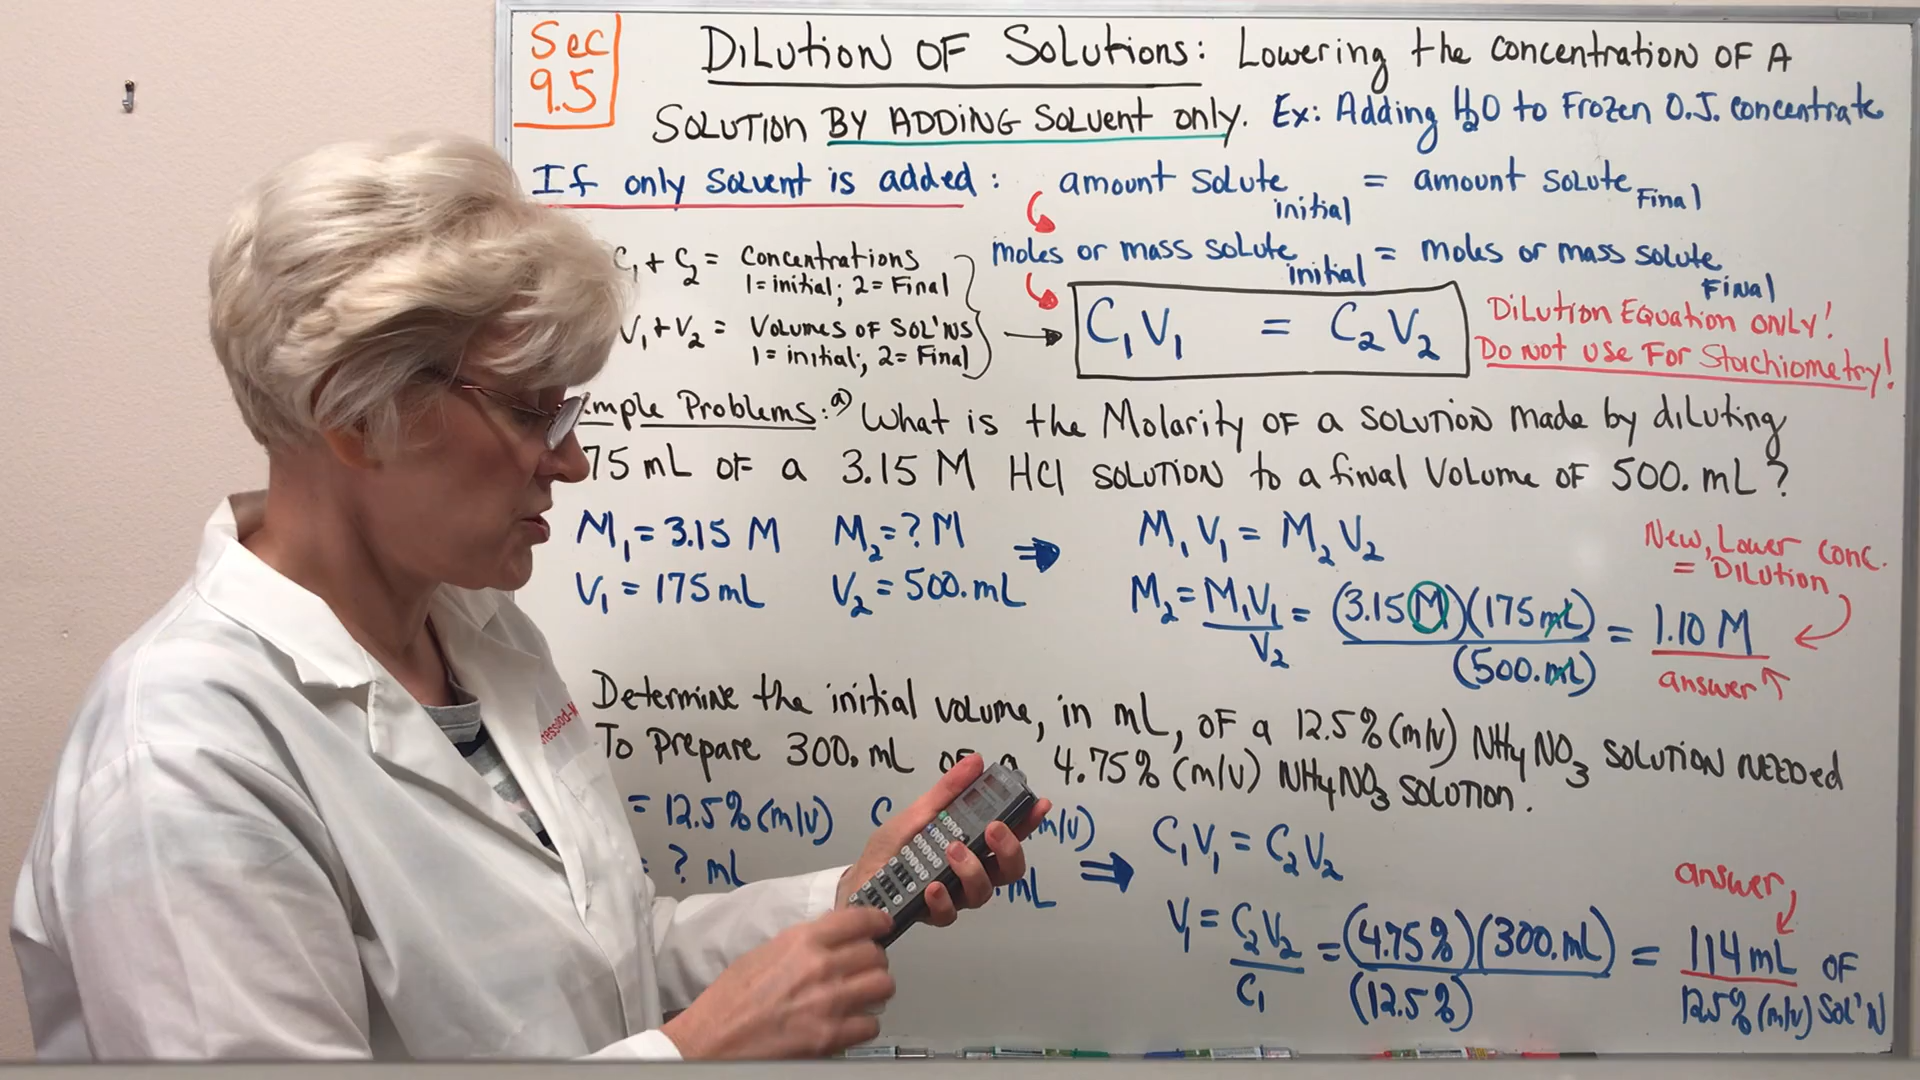 Sec
9.5
Dilution of Solutions: Lowering the concentration of A
Solution BY ADDING Solvent only. Ex: Adding H₂O to Frozen O.J. concentrate
If only solvent is added: amount solute initial = amount solute Final
moles or mass solute initial = moles or mass solute Final
C₁ + C₂ = Concentrations
1 = initial; 2 = Final
V₁ + V₂ = Volumes of Sol'ns
1 = initial; 2 = Final
C₁V₁ = C₂V₂
Dilution Equation only!
Do not use For Stoichiometry!
Problems: a) What is the Molarity of a solution made by diluting
75 mL of a 3.15 M HCl solution to a final Volume of 500. mL?
M₁ = 3.15 M M₂ = ? M
V₁ = 175 mL V₂ = 500. mL
M₁V₁ = M₂V₂
M₂ = M₁V₁/V₂ = (3.15 M)(175 mL)/(500. mL) = 1.10 M
New, Lower conc.
= Dilution
answer
Determine the initial volume, in mL, of a 12.5% (m/v) NH₄NO₃ solution needed
To prepare 300. mL 4.75% (m/v) NH₄NO₃ solution.
= 12.5% (m/v) C m/v)
= ? mL mL
C₁V₁ = C₂V₂
V₁ = C₂V₂/C₁ = (4.75%)(300. mL)/(12.5%) = 114 mL of
12.5% (m/v) Sol'n
answer